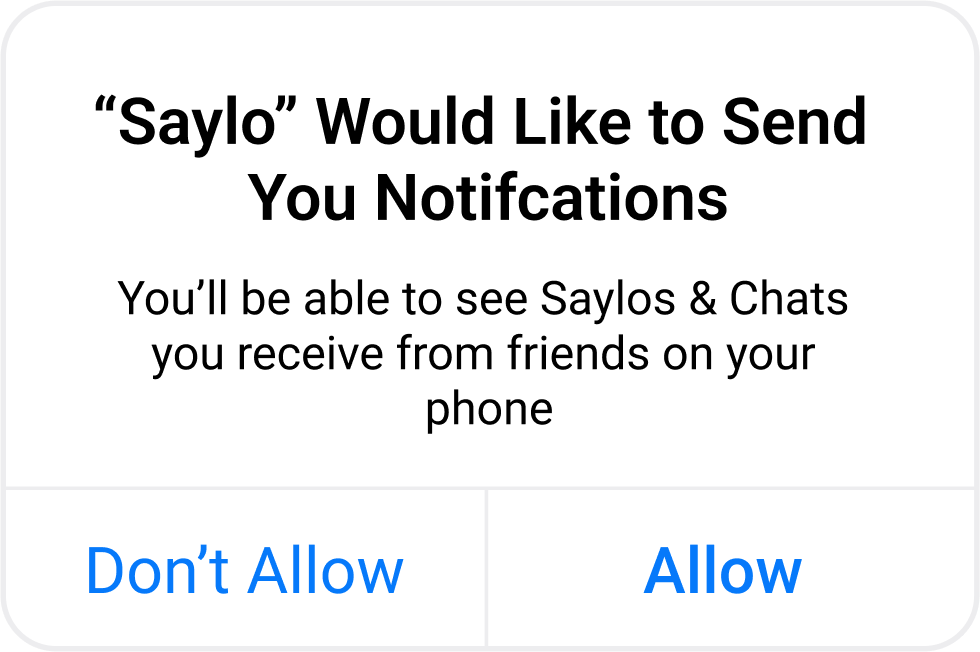 “Saylo” Would Like to Send
You Notifcations
You’ll be able to see Saylos & Chats
you receive from friends on your
phone
Don’t Allow
Allow